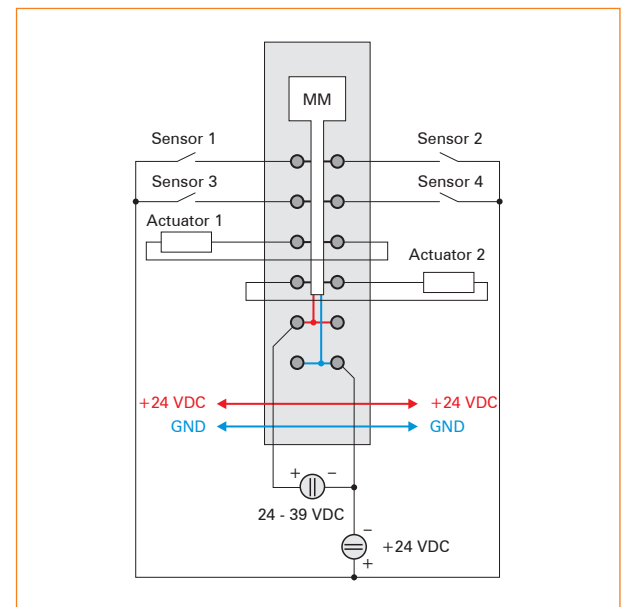 MM
Sensor 1
Sensor 2
Sensor 3
Sensor 4
Actuator 1
Actuator 2
+24 VDC
+24 VDC
GND
GND
+ −
24 - 39 VDC
−
+24 VDC
+